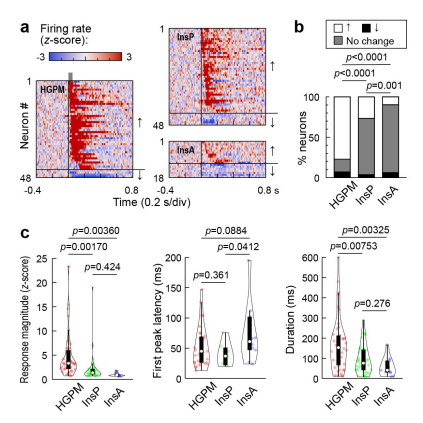 a
Firing rate
(z-score):
-3 3
HGPM
Neuron #
1
48
↑
↓
-0.4 0.8
InsP
1
↑
48
↓
InsA
1
18
↑
↓
-0.4 0.8 s
Time (0.2 s/div)
b
↑ ↓
No change
p<0.0001
p<0.0001
p=0.001
% neurons
100
80
60
40
20
0
HGPM InsP InsA
c
p=0.00360
p=0.00170
p=0.424
Response magnitude (z-score)
25
20
15
10
5
0
HGPM InsP InsA
p=0.0884
p=0.0412
p=0.361
First peak latency (ms)
200
150
100
50
0
HGPM InsP InsA
p=0.00325
p=0.00753
p=0.276
Duration (ms)
600
500
400
300
200
100
0
HGPM InsP InsA